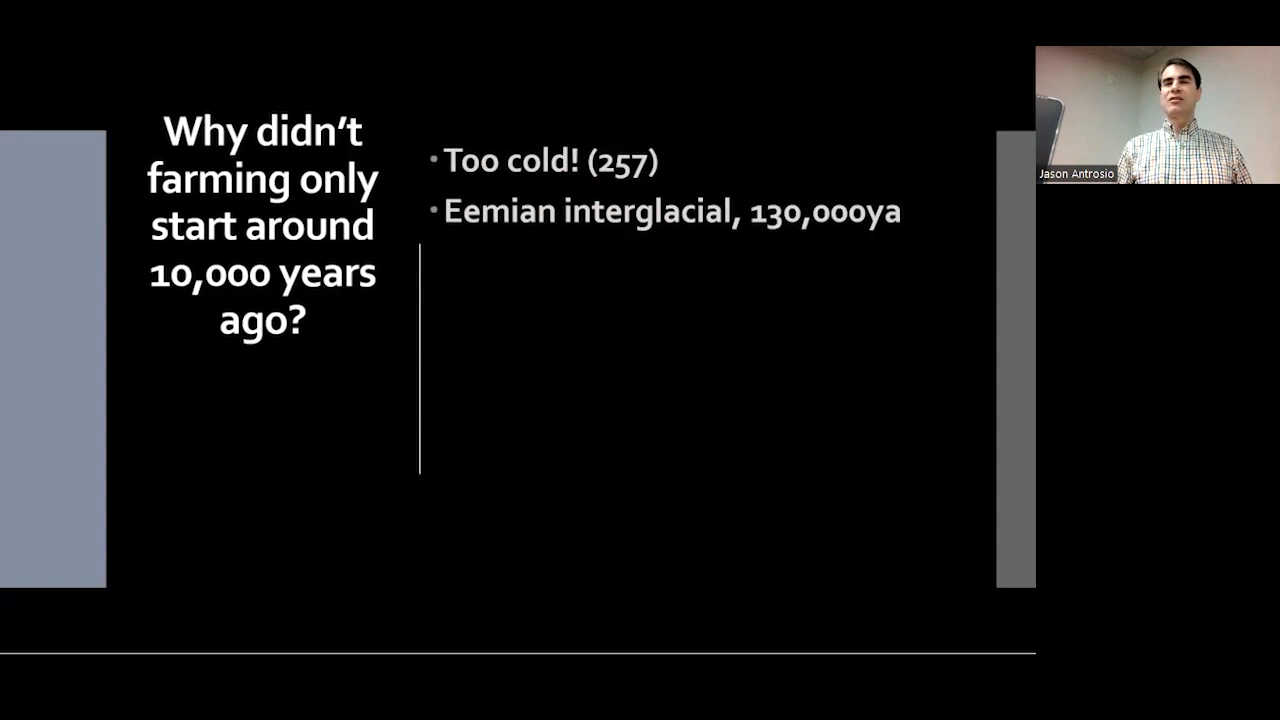 Why didn't
farming only
start around
10,000 years
ago?
• Too cold! (257)
• Eemian interglacial, 130,000ya
Jason Antrosio